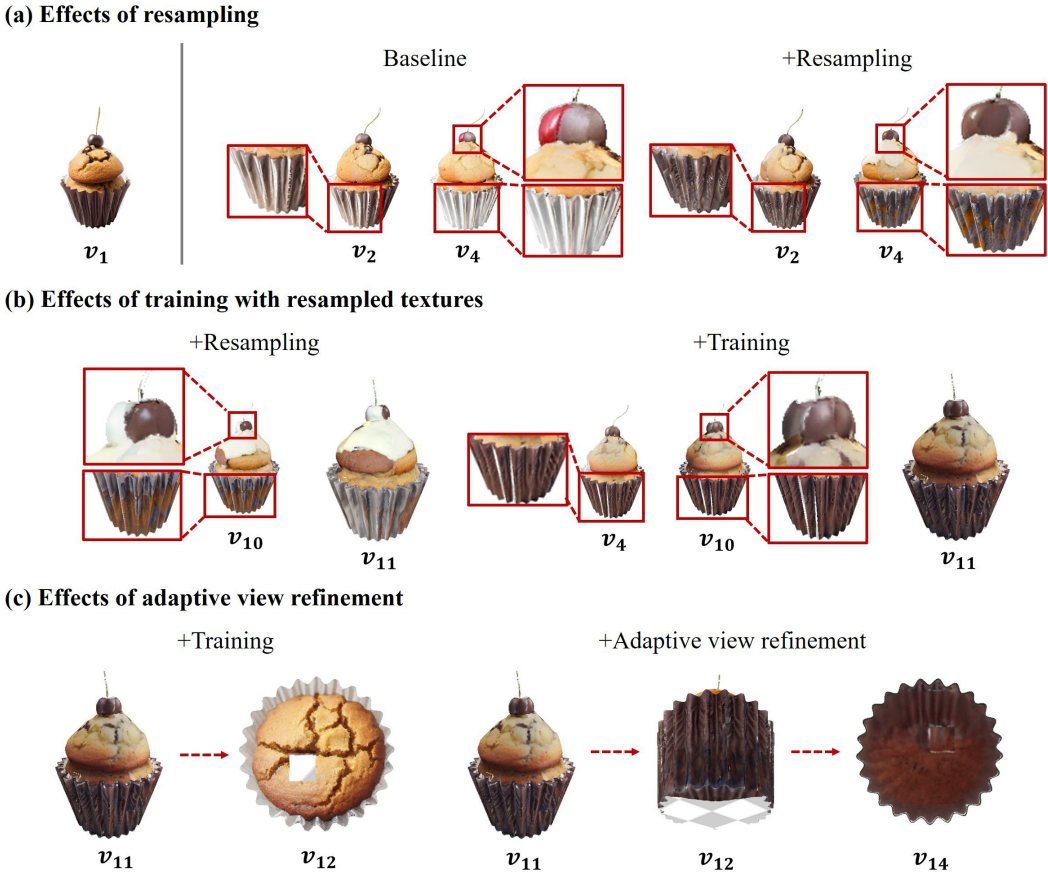 (a) Effects of resampling
Baseline
+Resampling
v₁
v₂
v₄
v₂
v₄
(b) Effects of training with resampled textures
+Resampling
+Training
v₁₀
v₁₁
v₄
v₁₀
v₁₁
(c) Effects of adaptive view refinement
+Training
+Adaptive view refinement
v₁₁
v₁₂
v₁₁
v₁₂
v₁₄